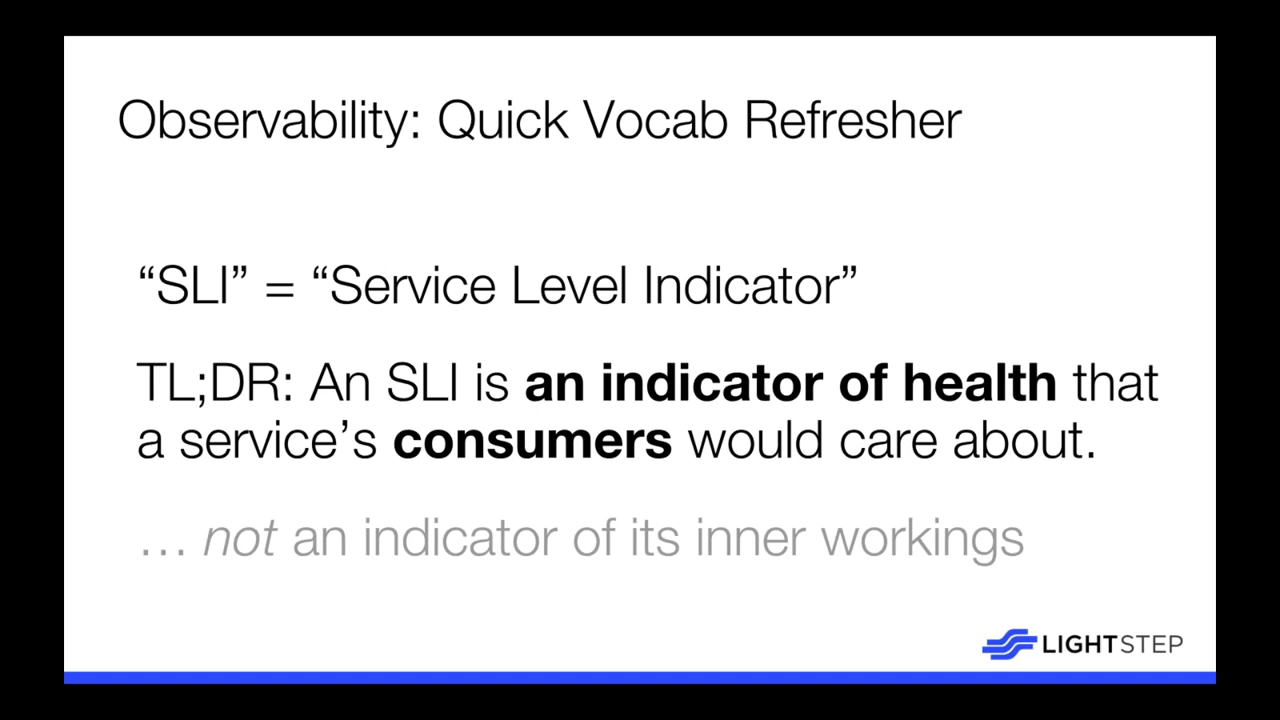 Observability: Quick Vocab Refresher
“SLI” = “Service Level Indicator”
TL;DR: An SLI is an indicator of health that
a service’s consumers would care about.
… not an indicator of its inner workings
LIGHTSTEP